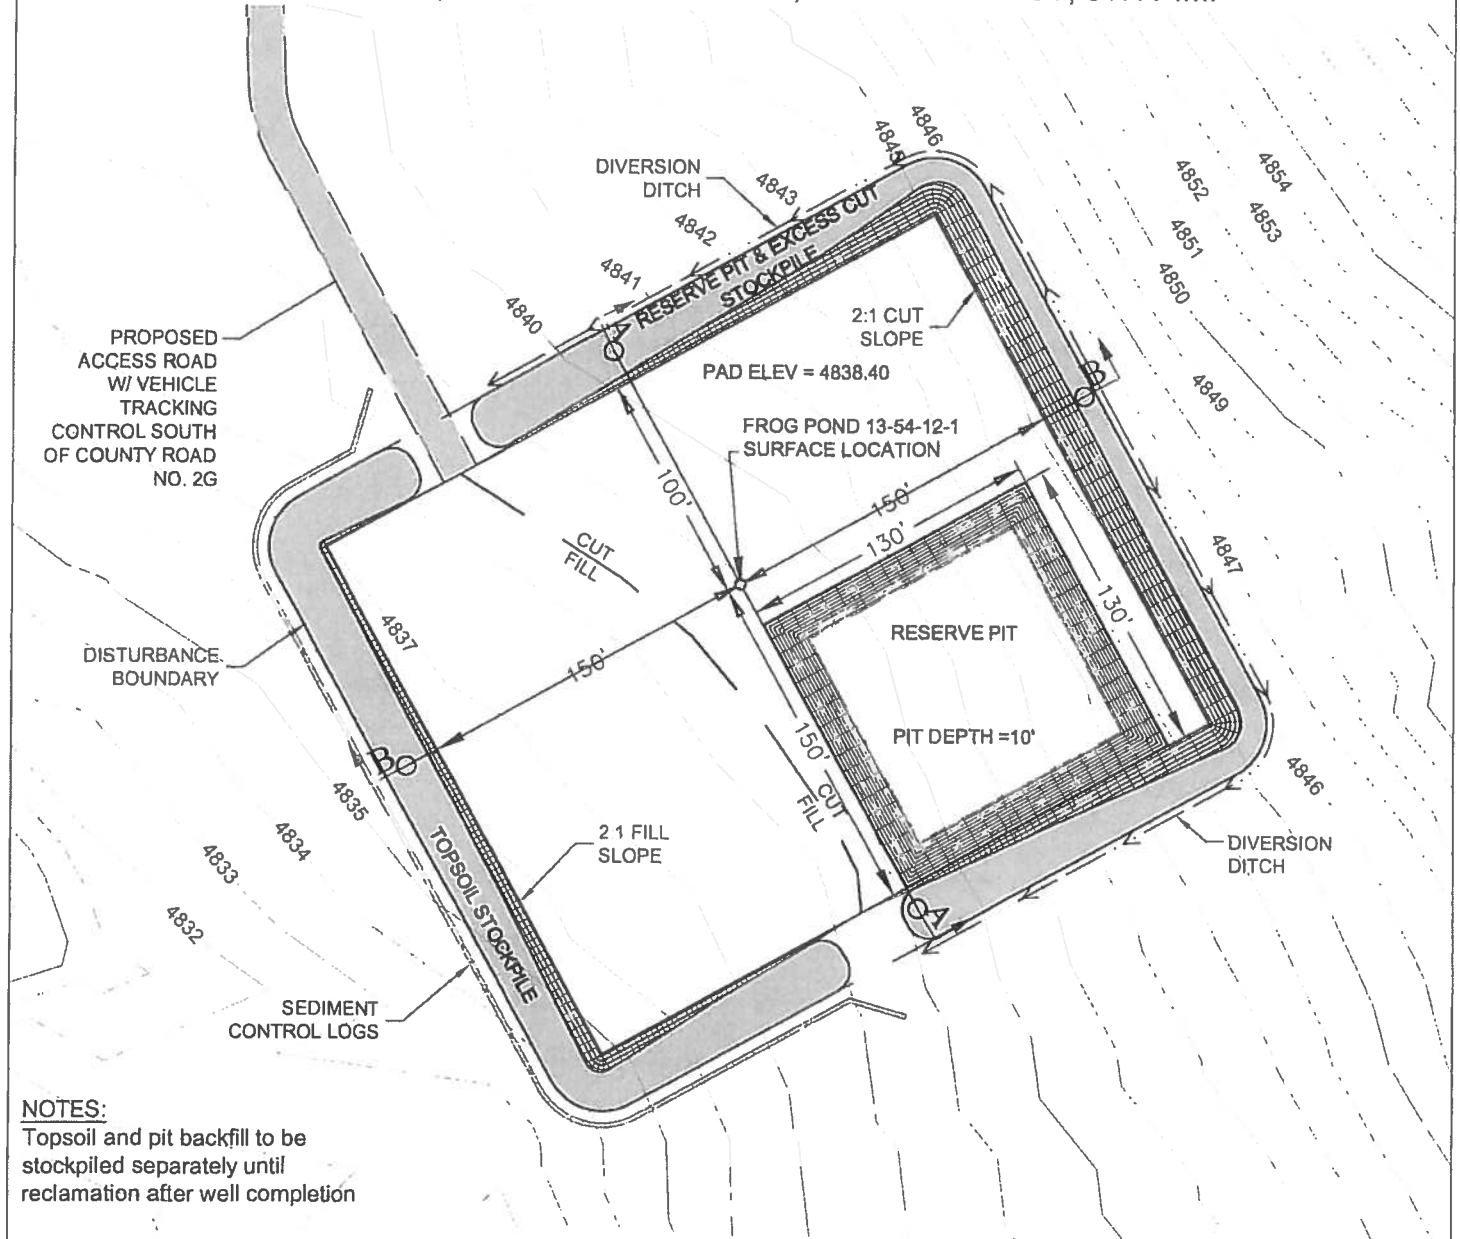 4846
4845
DIVERSION
DITCH
4843
4842
4841
4840
RESERVE PIT & EXCESS CUT
STOCKPILE
4852
4854
4853
4851
4850
4849
4847
4846
A
B
PROPOSED
ACCESS ROAD
W/ VEHICLE
TRACKING
CONTROL SOUTH
OF COUNTY ROAD
NO. 2G
2:1 CUT
SLOPE
PAD ELEV = 4838.40
FROG POND 13-54-12-1
SURFACE LOCATION
100'
150'
130'
130'
CUT
FILL
RESERVE PIT
PIT DEPTH =10'
4837
150'
150'
DISTURBANCE
BOUNDARY
B
CUT
FILL
4835
4834
4833
4832
2 1 FILL
SLOPE
TOPSOIL STOCKPILE
DIVERSION
DITCH
A
SEDIMENT
CONTROL LOGS
NOTES:
Topsoil and pit backfill to be
stockpiled separately until
reclamation after well completion